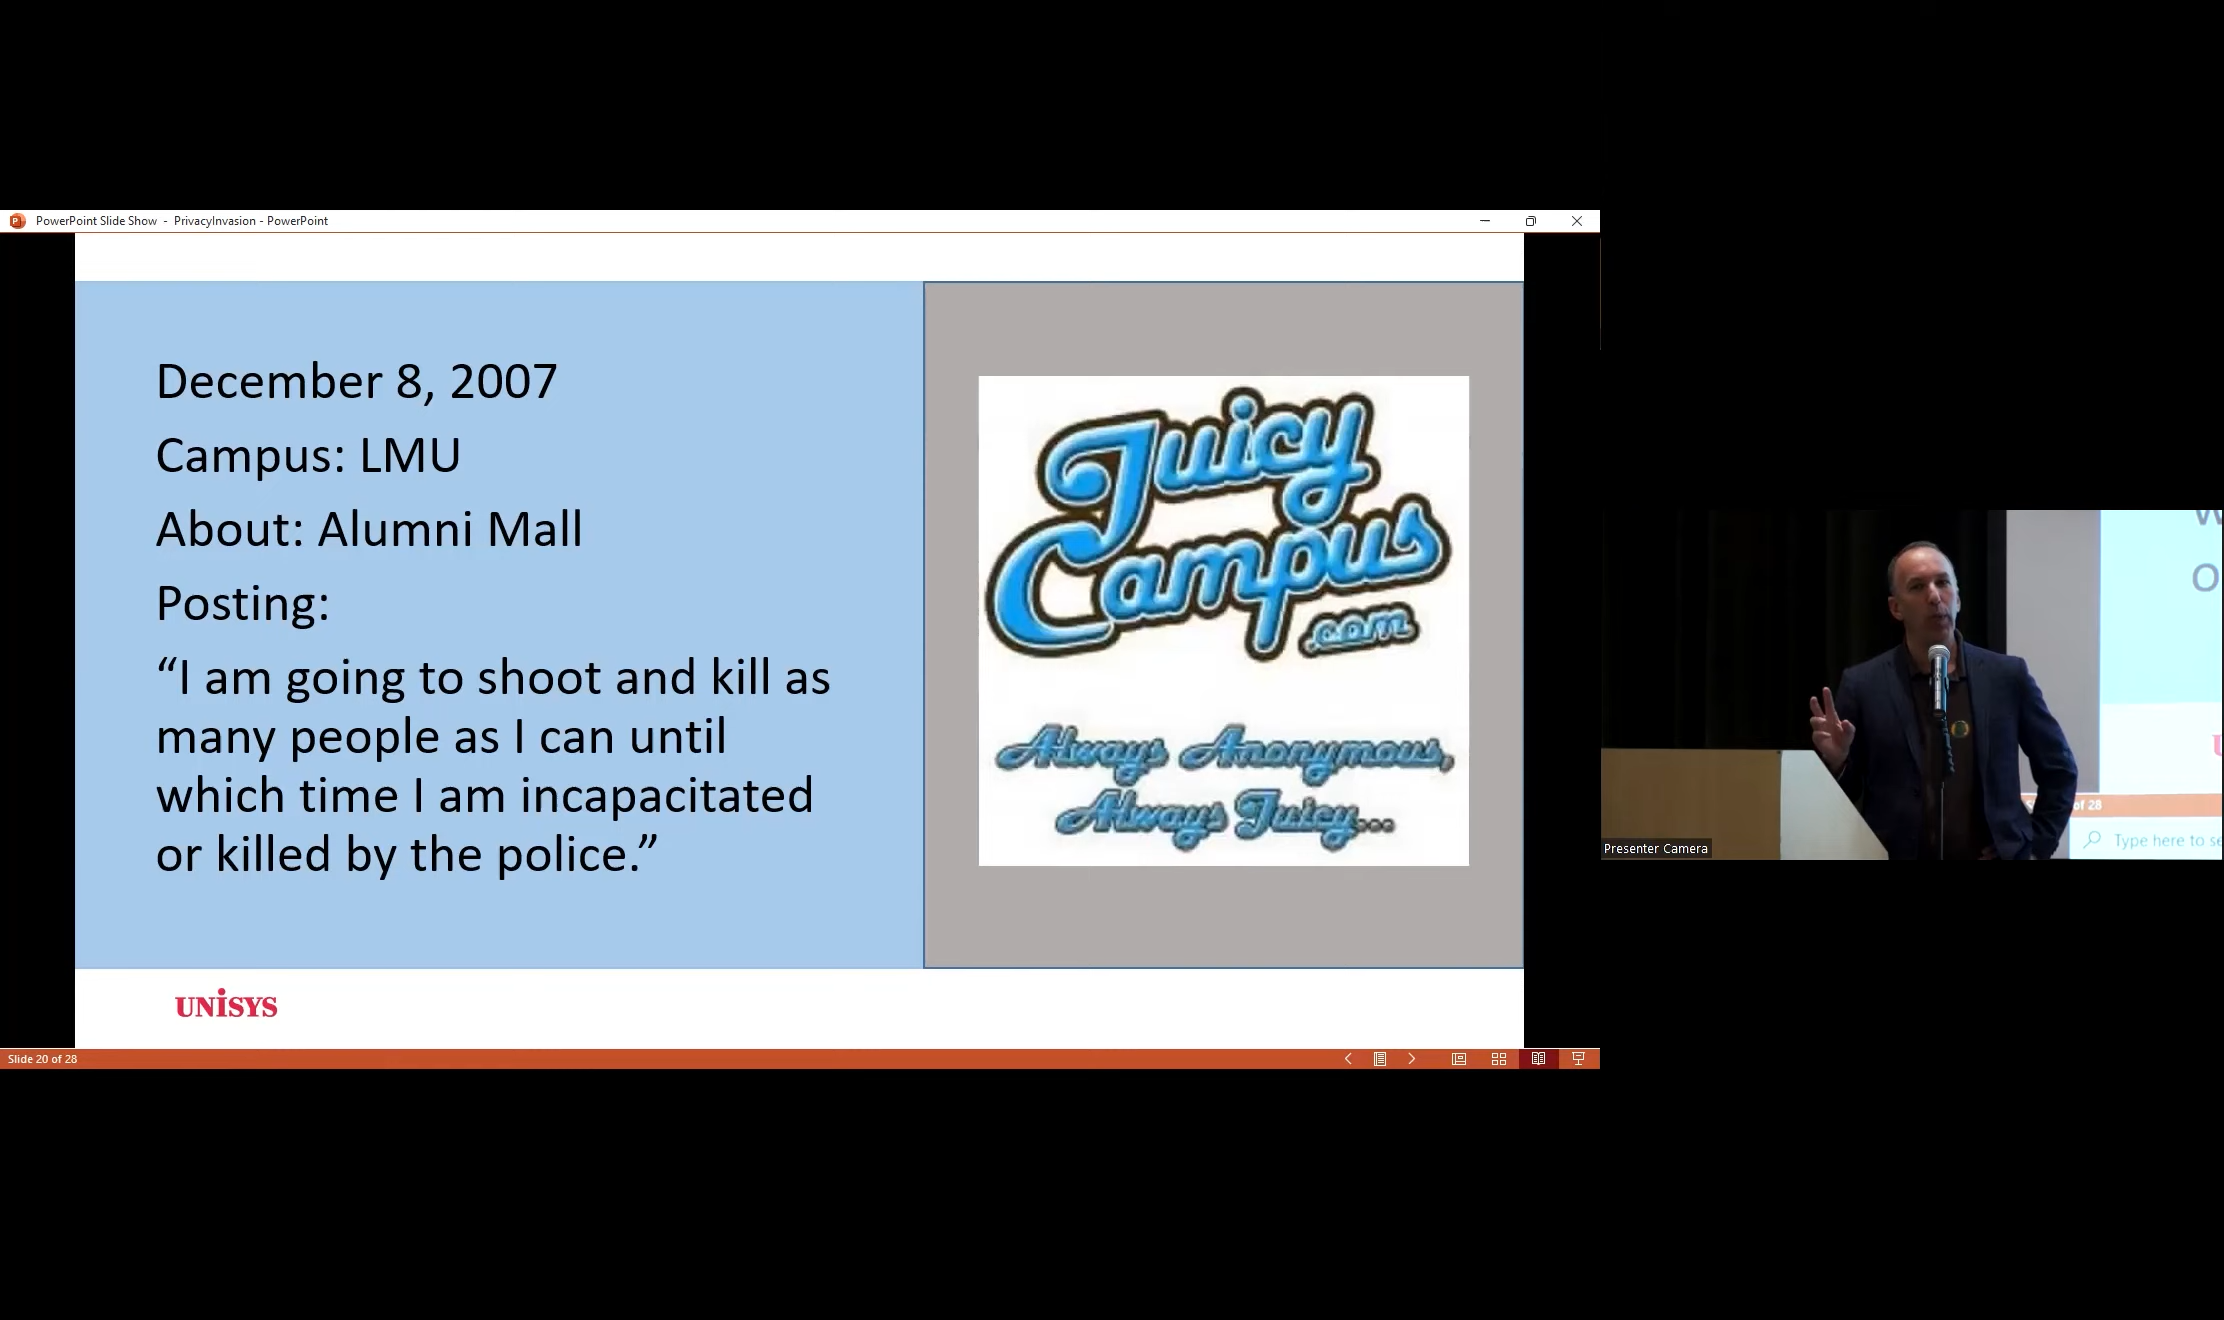 PowerPoint Slide Show - PrivacyInvasion - PowerPoint
December 8, 2007
Campus: LMU
About: Alumni Mall
Posting:
“I am going to shoot and kill as
many people as I can until
which time I am incapacitated
or killed by the police.”
Juicy
Campus
.com
Always Anonymous,
Always Juicy...
UNISYS
Slide 20 of 28
of 28
Type here to se
Presenter Camera